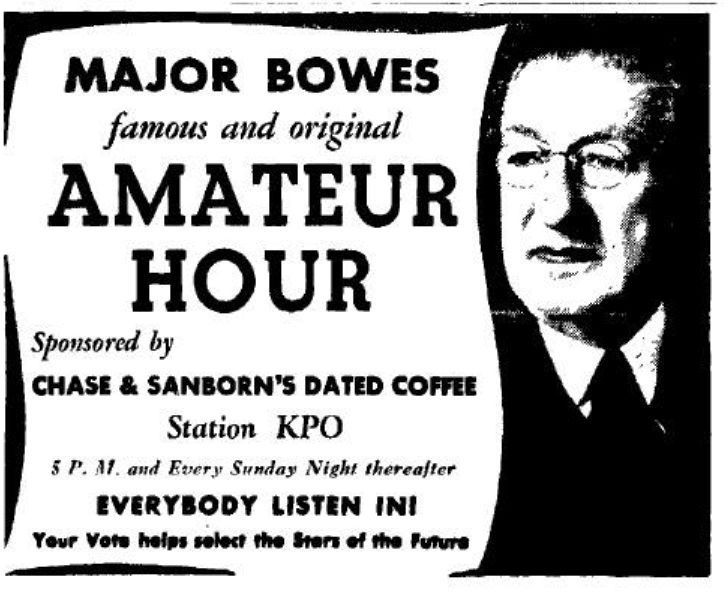 MAJOR BOWES
famous and original
AMATEUR
HOUR
Sponsored by
CHASE & SANBORN'S DATED COFFEE
Station KPO
5 P. M. and Every Sunday Night thereafter
EVERYBODY LISTEN IN!
Your Vote helps select the Stars of the Future